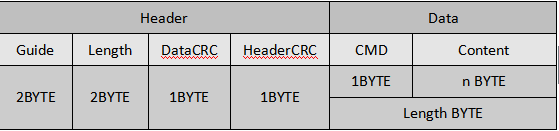 Header Data
Guide Length DataCRC HeaderCRC CMD Content
2BYTE 2BYTE 1BYTE 1BYTE 1BYTE n BYTE
Length BYTE